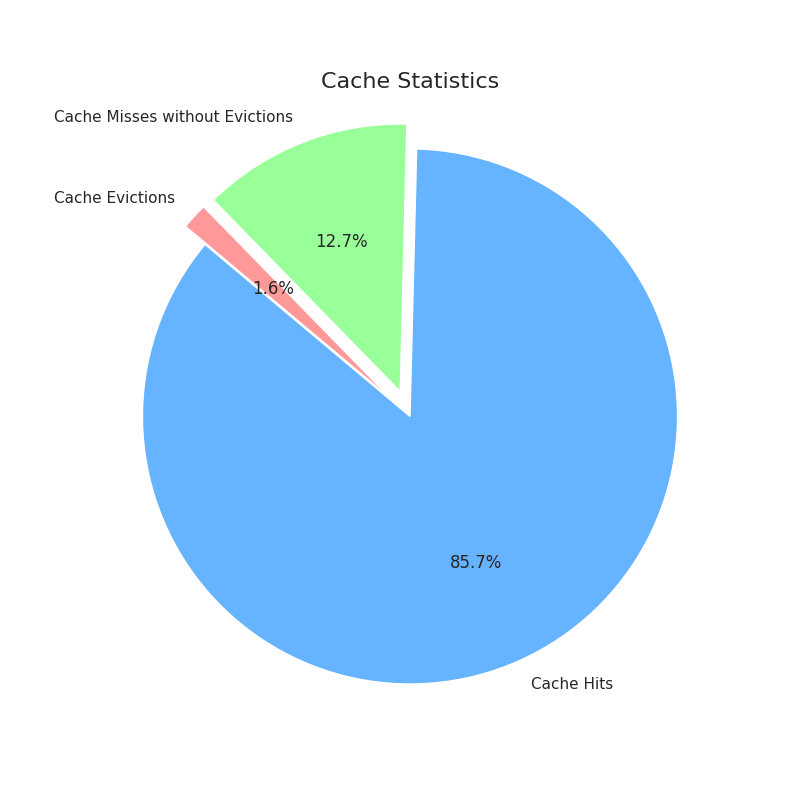 Cache Statistics
Cache Misses without Evictions
Cache Evictions
12.7%
1.6%
85.7%
Cache Hits